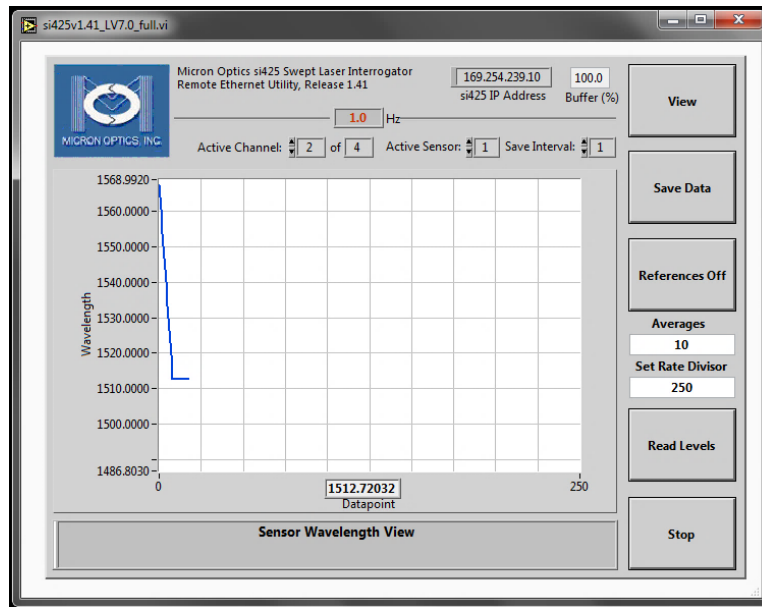 si425v1.41_LV7.0_full.vi
MICRON OPTICS, INC.
Micron Optics si425 Swept Laser Interrogator
Remote Ethernet Utility, Release 1.41
169.254.239.10
si425 IP Address
100.0
Buffer (%)
1.0 Hz
Active Channel: 2 of 4 Active Sensor: 1 Save Interval: 1
1568.9920
1560.0000
1550.0000
1540.0000
1530.0000
1520.0000
1510.0000
1500.0000
1486.8030
Wavelength
0
1512.72032
250
Datapoint
Sensor Wavelength View
View
Save Data
References Off
Averages
10
Set Rate Divisor
250
Read Levels
Stop